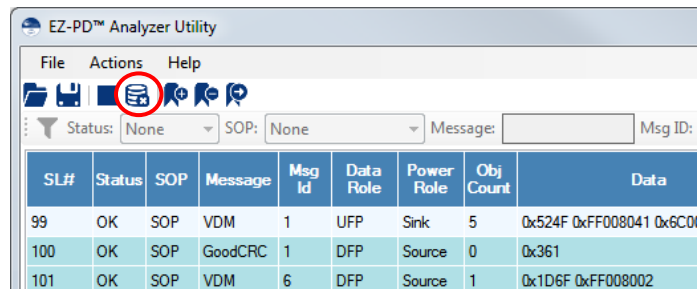 EZ-PD™ Analyzer Utility
File Actions Help
Status: None SOP: None Message: Msg ID:
SL# Status SOP Message Msg Id Data Role Power Role Obj Count Data
99 OK SOP VDM 1 UFP Sink 5 0x524F 0xFF008041
100 OK SOP GoodCRC 1 DFP Source 0 0x361
101 OK SOP VDM 6 DFP Source 1 0x1D6F 0xFF008002